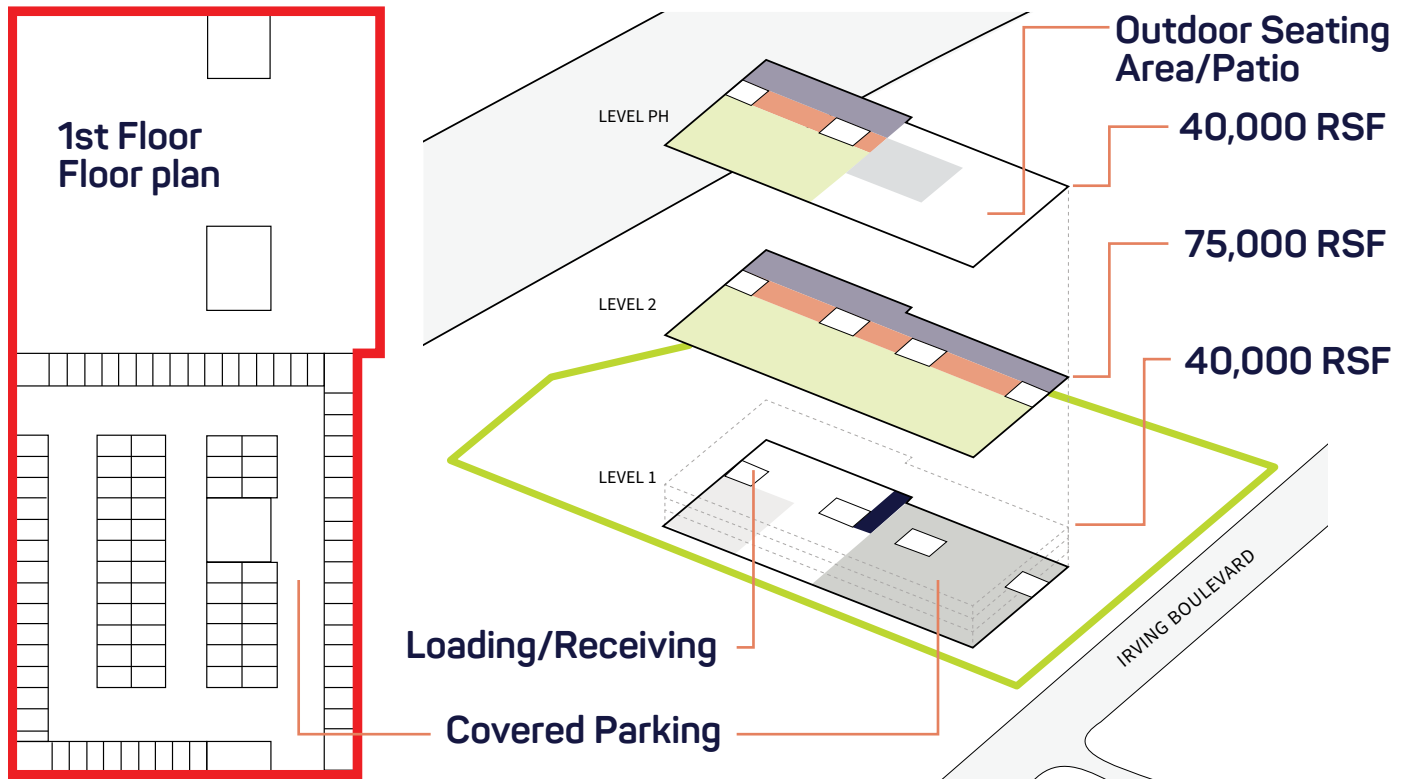 1st Floor
Floor plan
Outdoor Seating
Area/Patio
LEVEL PH
40,000 RSF
75,000 RSF
LEVEL 2
40,000 RSF
LEVEL 1
IRVING BOULEVARD
Loading/Receiving
Covered Parking